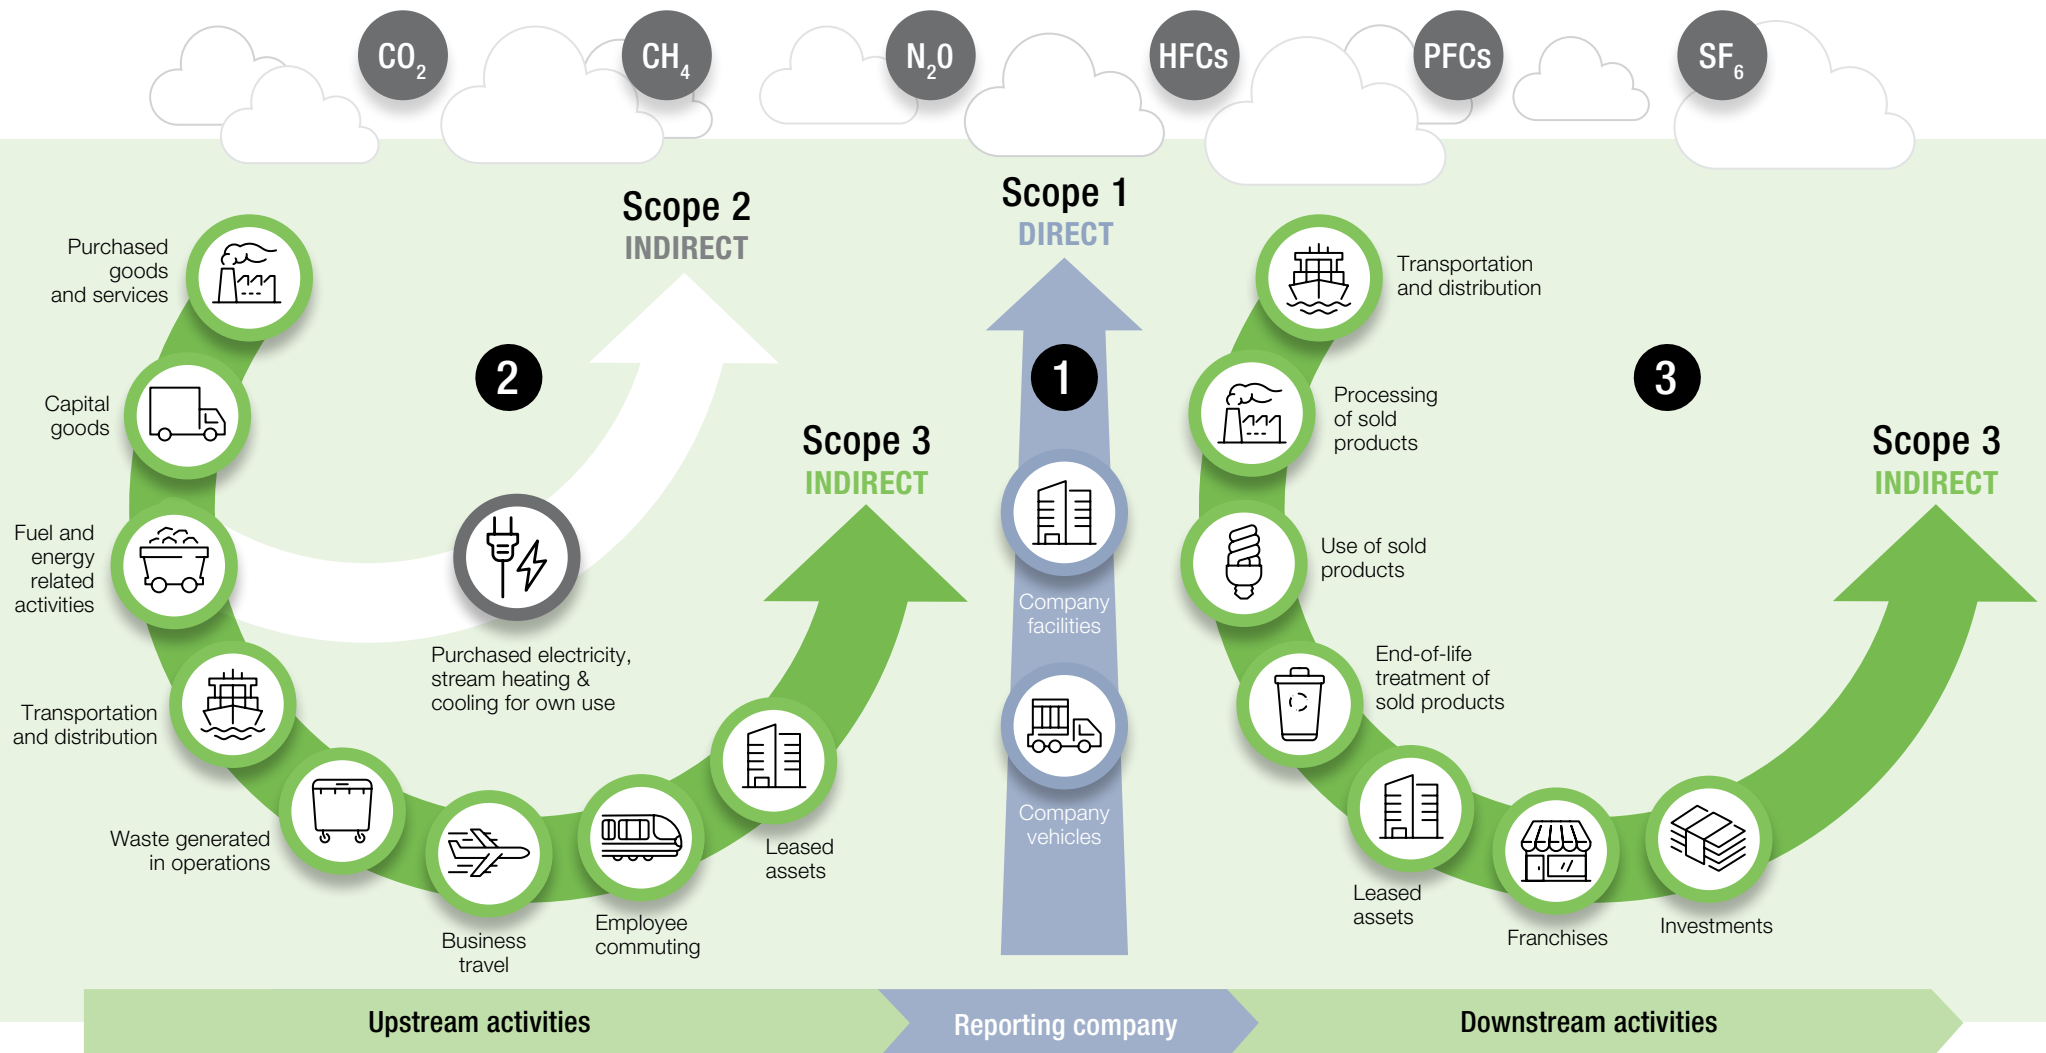 CO2
CH4
N2O
HFCs
PFCs
SF6
Scope 2
INDIRECT
Scope 1
DIRECT
Purchased
goods
and services
Capital
goods
Fuel and
energy
related
activities
Transportation
and distribution
Waste generated
in operations
Business
travel
Employee
commuting
Leased
assets
2
Purchased electricity,
stream heating &
cooling for own use
Scope 3
INDIRECT
1
Company
facilities
Company
vehicles
Transportation
and distribution
Processing
of sold
products
Use of sold
products
End-of-life
treatment of
sold products
Leased
assets
Franchises
Investments
3
Scope 3
INDIRECT
Upstream activities
Reporting company
Downstream activities